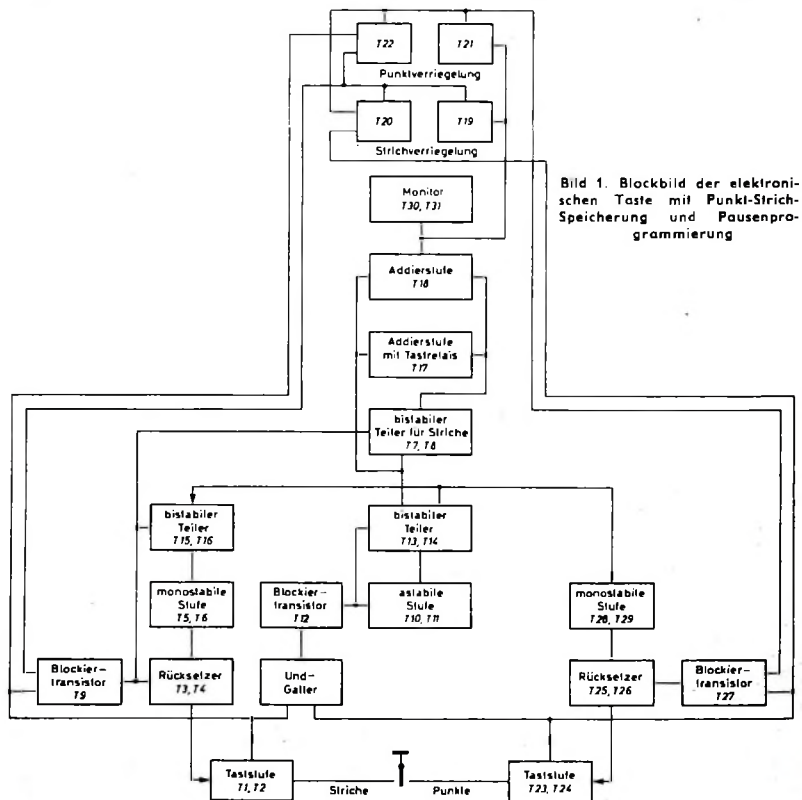 T22
T21
Punktverriegelung
T20
T19
Strichverriegelung
Monitor
T30, T31
Bild 1. Blockbild der elektroni-
schen Taste mit Punkt-Strich-
Speicherung und Pausenpro-
grammierung
Addierstufe
T18
Addierstufe
mit Tastrelais
T17
bistabiler
Teiler für Striche
T7, T8
bistabiler
Teiler
T15, T16
bistabiler
Teiler
T13, T14
monostabile
Stufe
T5, T6
Blockier-
transistor
T12
astabile
Stufe
T10, T11
monostabile
Stufe
T28, T29
Blockier-
transistor
T9
Rücksetzer
T3, T4
Und-
Gatter
Rücksetzer
T25, T26
Blockier-
transistor
T27
Taststufe
T1, T2
Striche
Punkte
Taststufe
T23, T24